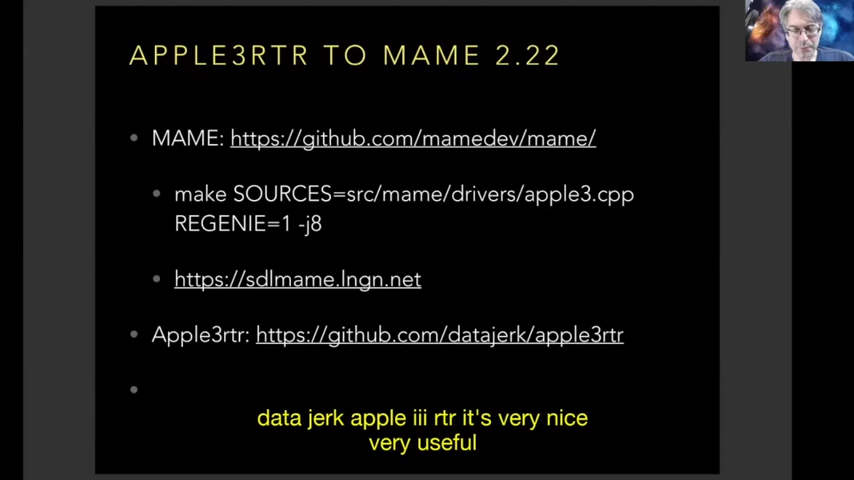 APPLE3RTR TO MAME 2.22
• MAME: https://github.com/mamedev/mame/
• make SOURCES=src/mame/drivers/apple3.cpp
REGENIE=1 -j8
• https://sdlmame.lngn.net
• Apple3rtr: https://github.com/datajerk/apple3rtr
•
data jerk apple iii rtr it's very nice
very useful